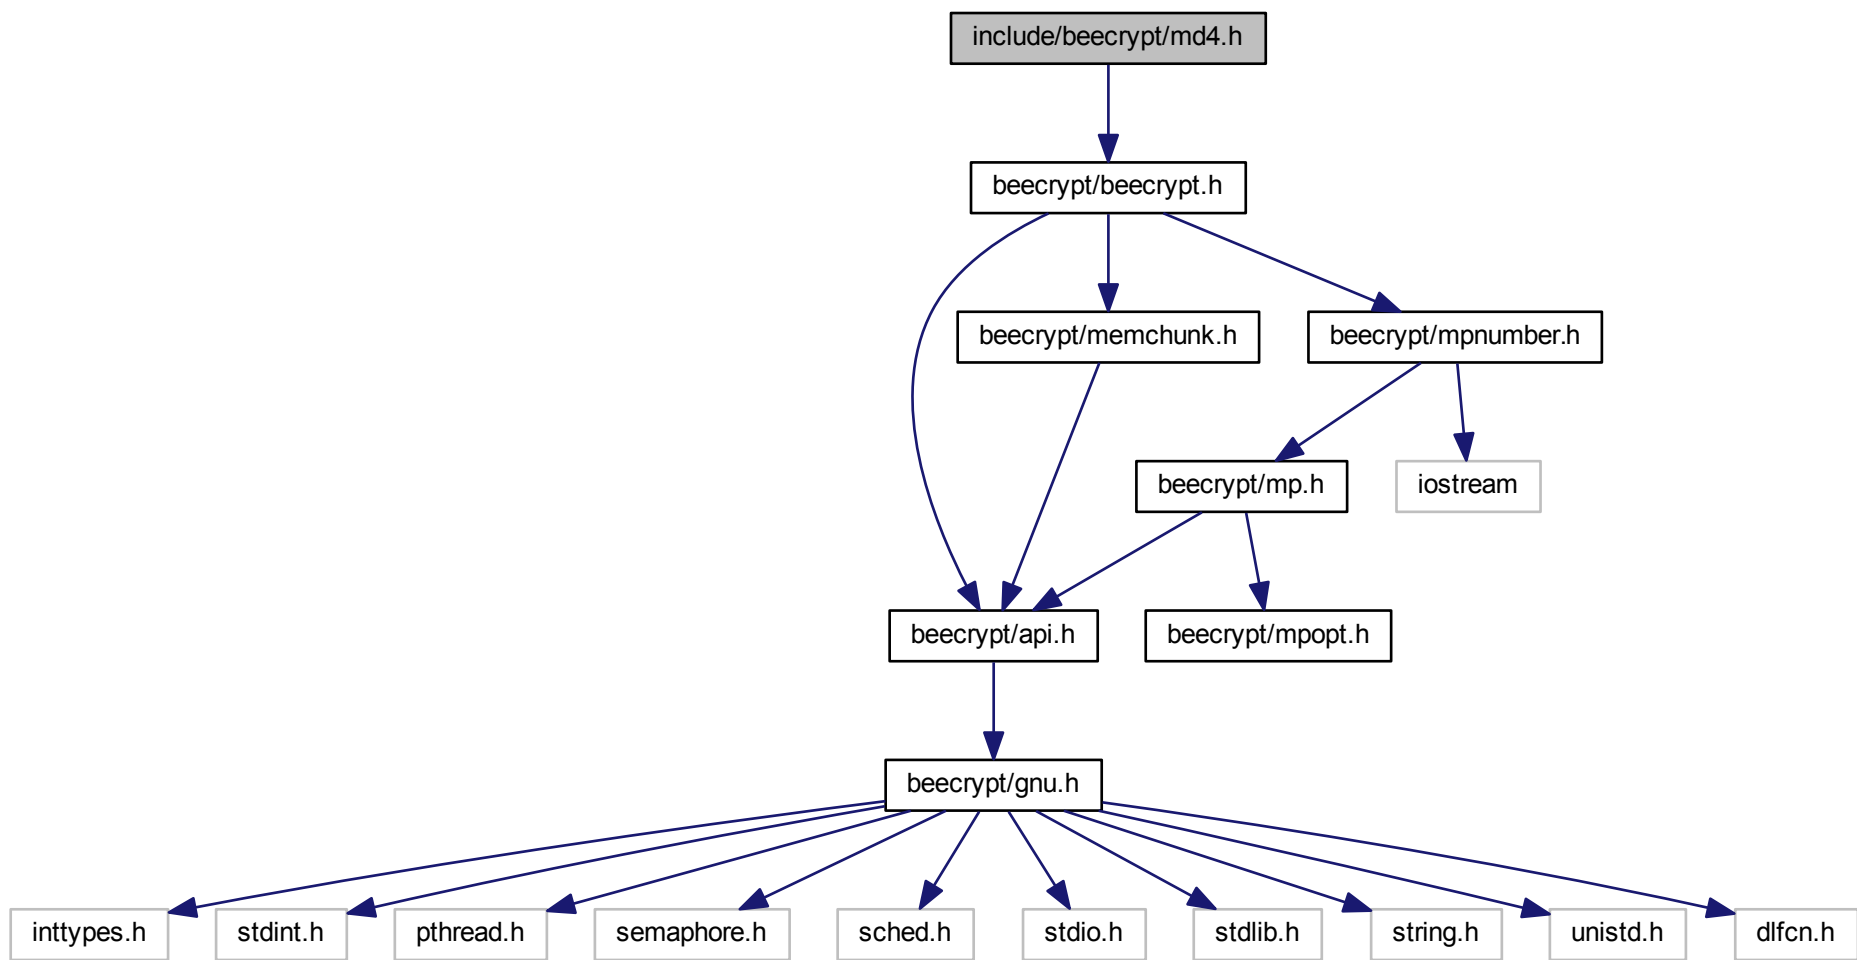 include/beecrypt/md4.h
beecrypt/beecrypt.h
beecrypt/memchunk.h
beecrypt/mpnumber.h
beecrypt/mp.h
iostream
beecrypt/api.h
beecrypt/mpopt.h
beecrypt/gnu.h
inttypes.h
stdint.h
pthread.h
semaphore.h
sched.h
stdio.h
stdlib.h
string.h
unistd.h
dlfcn.h